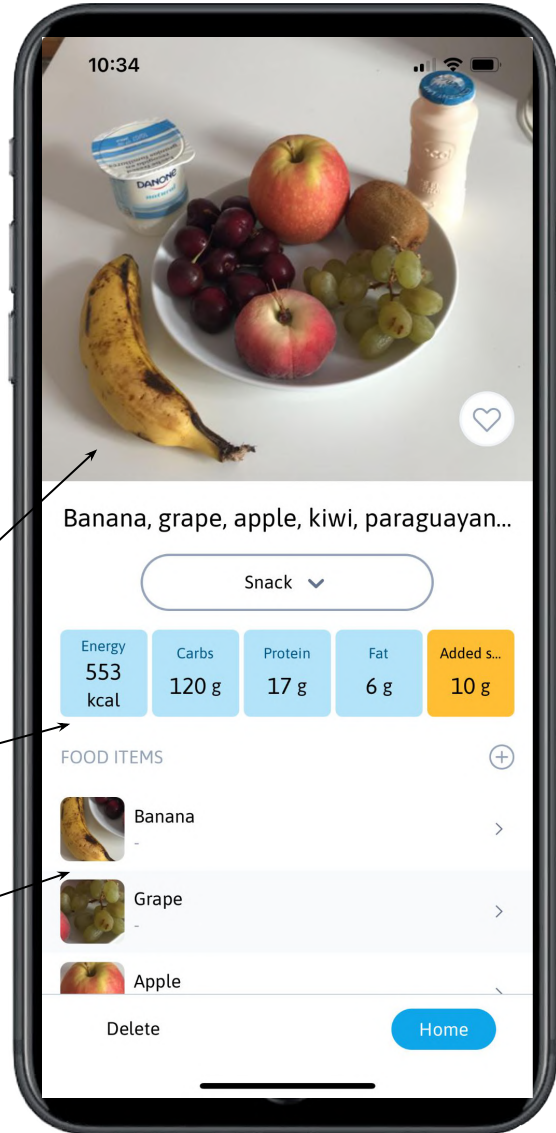 10:34
DANONE
natural
Banana, grape, apple, kiwi, paraguayan...
Snack
Energy
553
kcal
Carbs
120 g
Protein
17 g
Fat
6 g
Added s...
10 g
FOOD ITEMS
Banana
-
Grape
-
Apple
Delete
Home